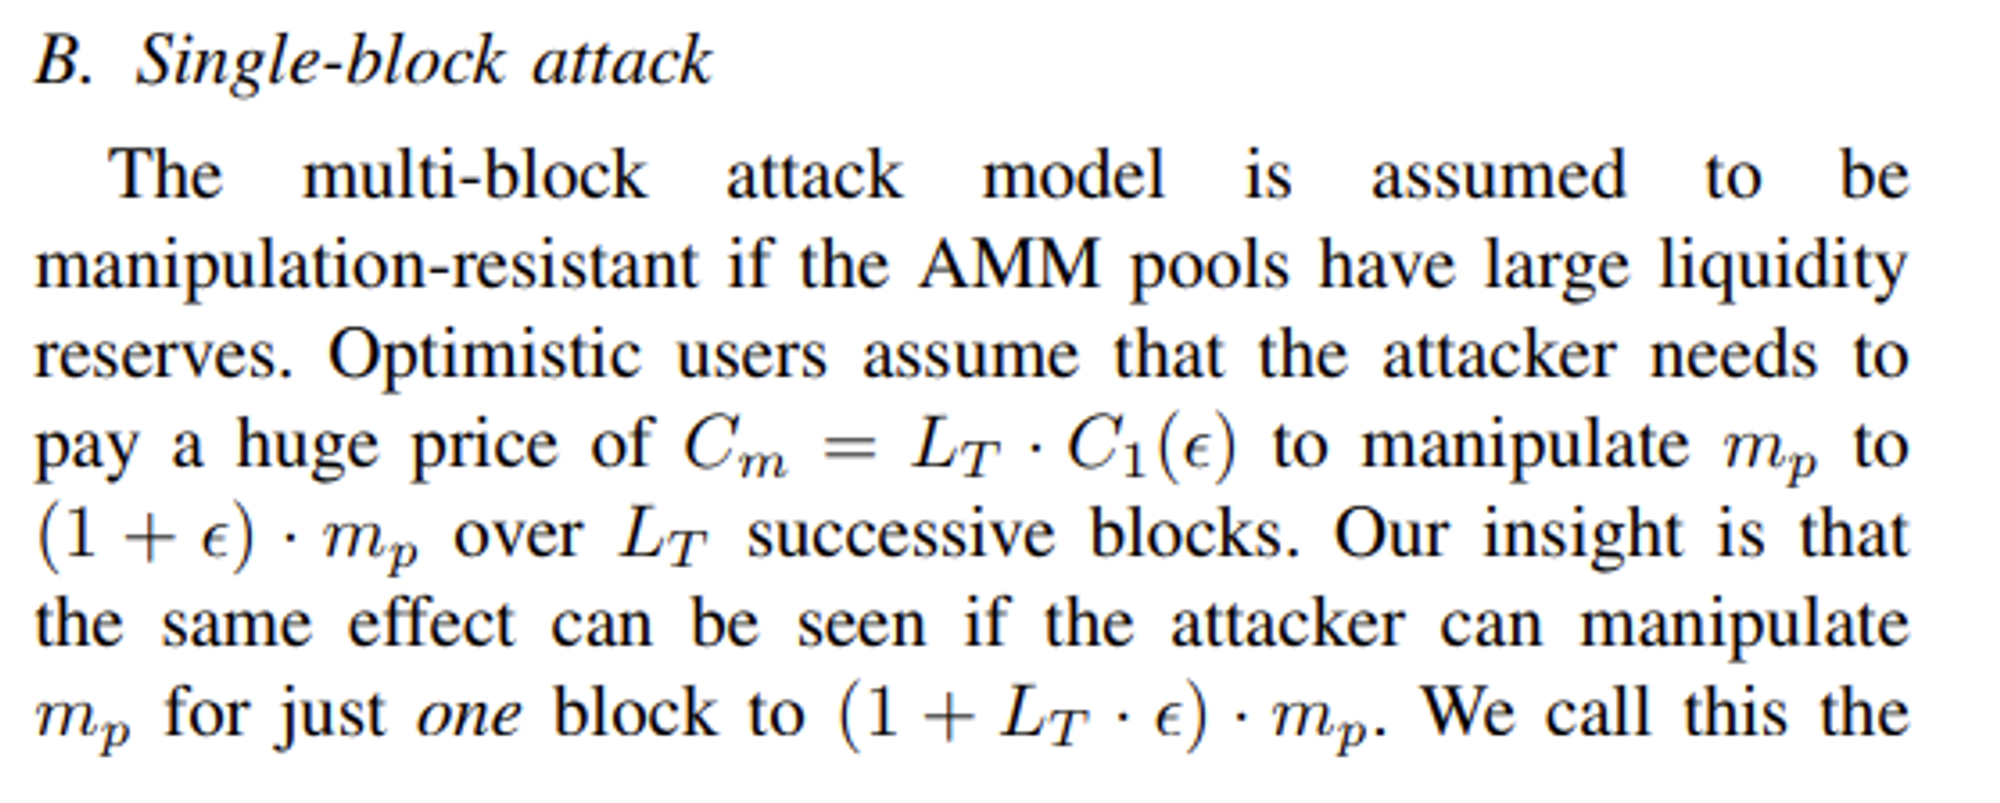 B. Single-block attack
The multi-block attack model is assumed to be
manipulation-resistant if the AMM pools have large liquidity
reserves. Optimistic users assume that the attacker needs to
pay a huge price of $C_m = L_T \cdot C_1(\epsilon)$ to manipulate $m_p$ to
$(1 + \epsilon) \cdot m_p$ over $L_T$ successive blocks. Our insight is that
the same effect can be seen if the attacker can manipulate
$m_p$ for just one block to $(1 + L_T \cdot \epsilon) \cdot m_p$. We call this the